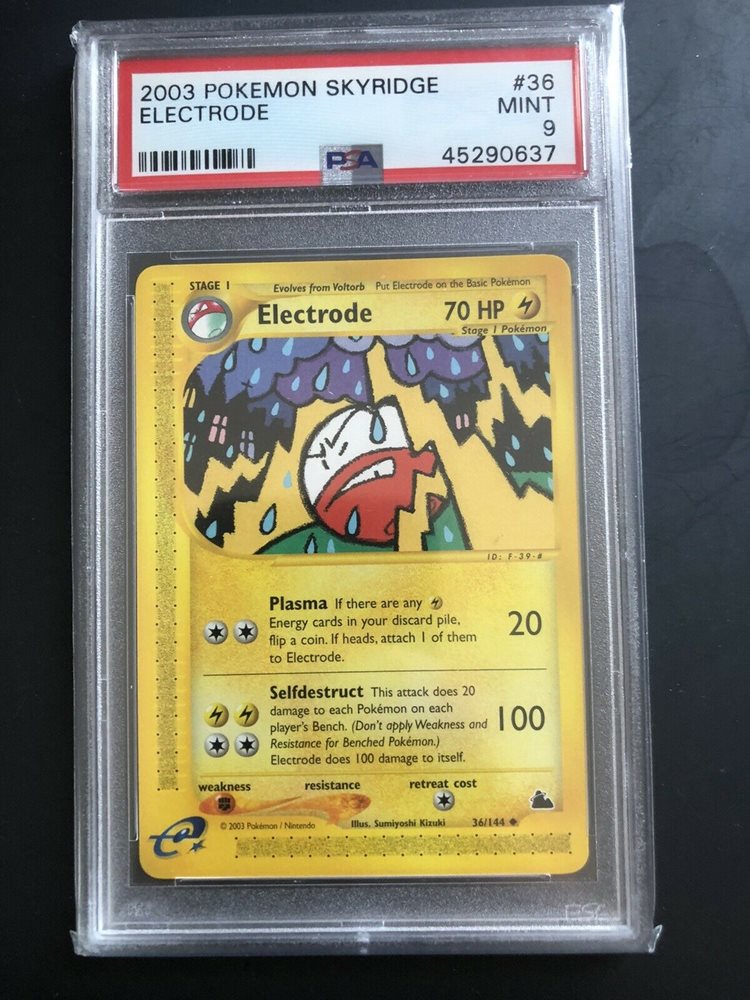 2003 POKEMON SKYRIDGE #36
ELECTRODE MINT
9
PSA 45290637
STAGE 1 Evolves from Voltorb Put Electrode on the Basic Pokémon
Electrode 70 HP
Stage 1 Pokémon
ID: F-39-#
Plasma If there are any
Energy cards in your discard pile,
flip a coin. If heads, attach 1 of them
to Electrode.
20
Selfdestruct This attack does 20
damage to each Pokémon on each
player's Bench. (Don't apply Weakness and
Resistance for Benched Pokémon.)
Electrode does 100 damage to itself.
100
weakness resistance retreat cost
© 2003 Pokémon / Nintendo Illus. Sumiyoshi Kizuki 36/144
e